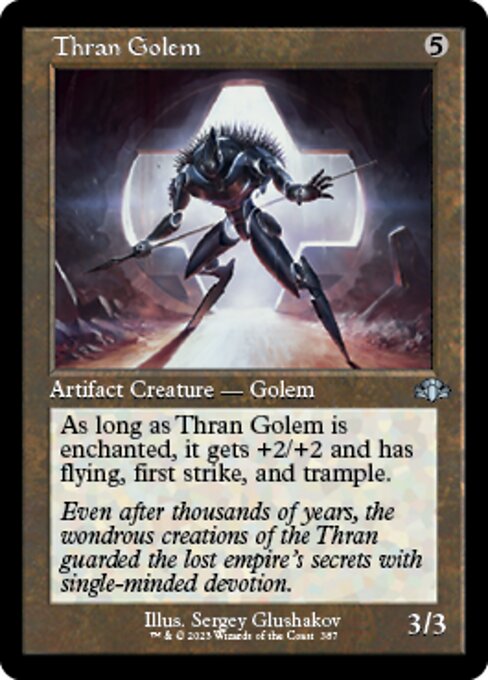 Thran Golem 5
Artifact Creature — Golem
As long as Thran Golem is
enchanted, it gets +2/+2 and has
flying, first strike, and trample.
Even after thousands of years, the
wondrous creations of the Thran
guarded the lost empire's secrets with
single-minded devotion.
Illus. Sergey Glushakov
™ & © 2023 Wizards of the Coast 387
3/3